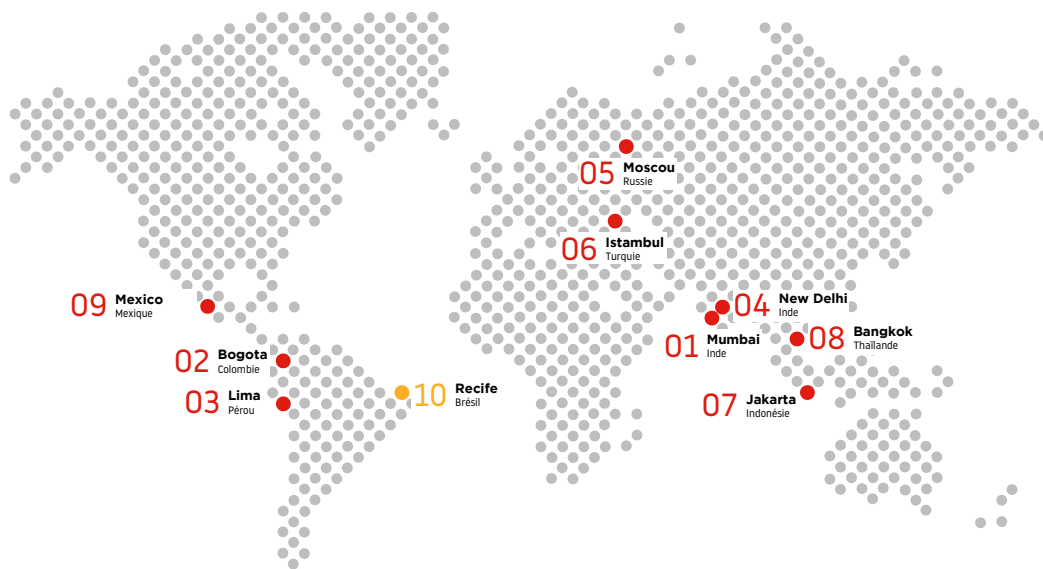 05 Moscou
Russie
06 Istambul
Turquie
09 Mexico
Mexique
04 New Delhi
Inde
01 Mumbai
Inde
08 Bangkok
Thaïlande
02 Bogota
Colombie
03 Lima
Pérou
10 Recife
Brésil
07 Jakarta
Indonésie